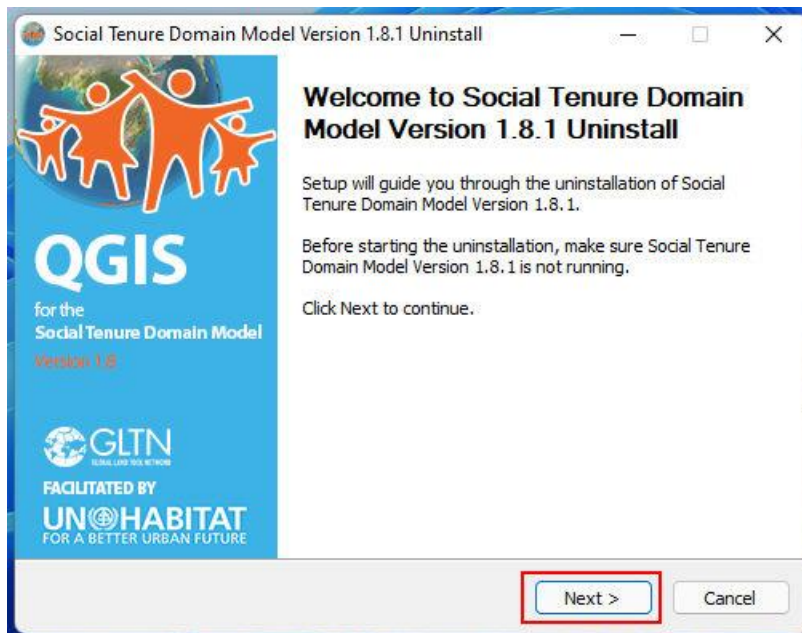 Social Tenure Domain Model Version 1.8.1 Uninstall
Welcome to Social Tenure Domain
Model Version 1.8.1 Uninstall
Setup will guide you through the uninstallation of Social
Tenure Domain Model Version 1.8.1.
Before starting the uninstallation, make sure Social Tenure
Domain Model Version 1.8.1 is not running.
Click Next to continue.
QGIS
for the
Social Tenure Domain Model
Version 1.8
GLTN
GLOBAL LAND TOOL NETWORK
FACILITATED BY
UN HABITAT
FOR A BETTER URBAN FUTURE
Next >
Cancel